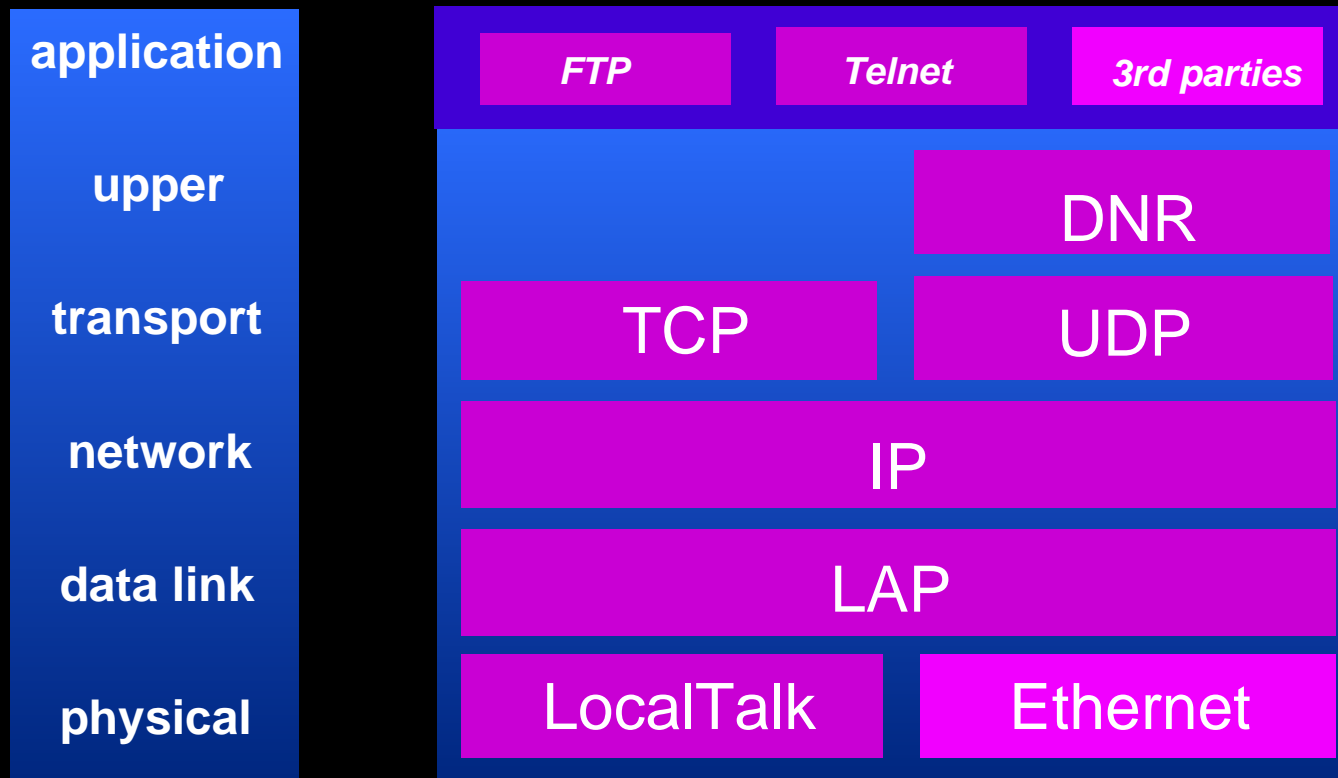 application
FTP
Telnet
3rd parties
upper
DNR
transport
TCP
UDP
network
IP
data link
LAP
physical
LocalTalk
Ethernet